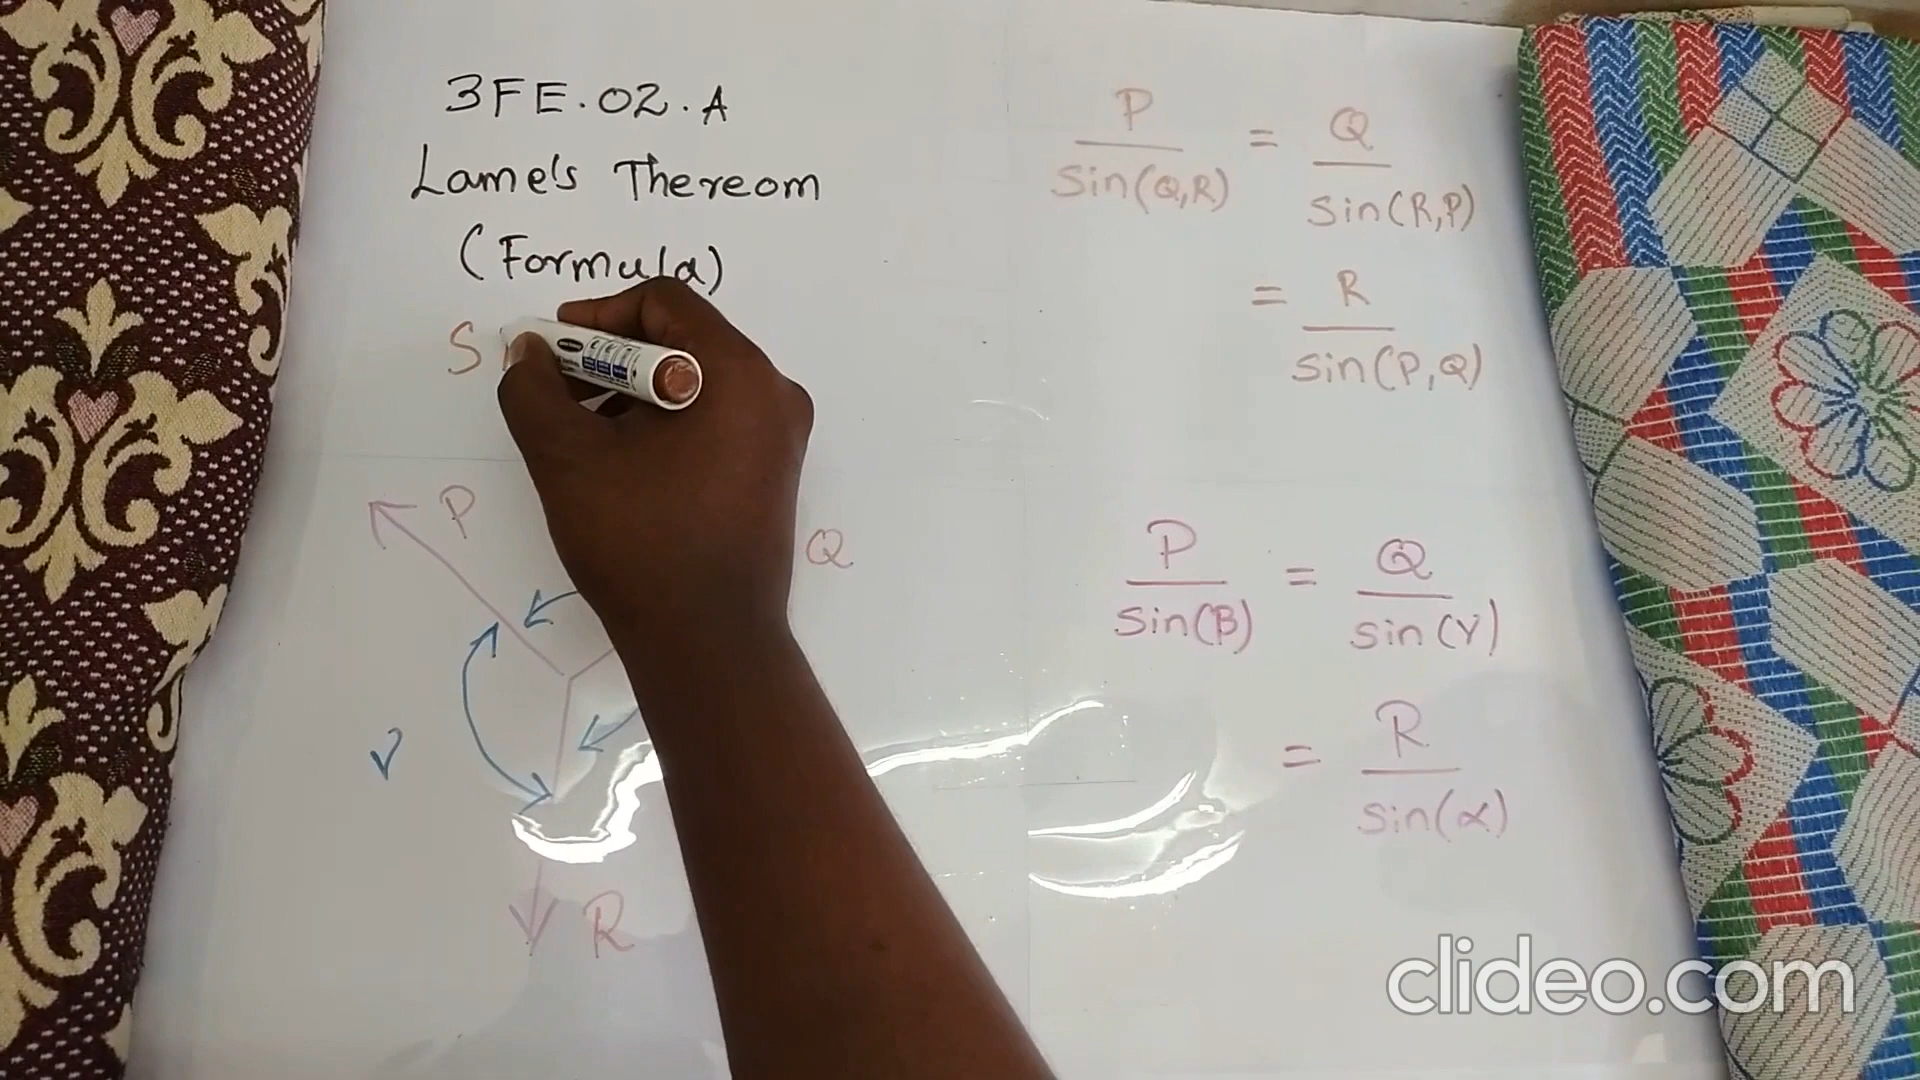 3FE.02.A
Lame's Thereom
(Formula)
S
P
Q
R
P/Sin(Q,R) = Q/Sin(R,P)
= R/Sin(P,Q)
P/Sin(β) = Q/Sin(γ)
= R/Sin(α)
clideo.com